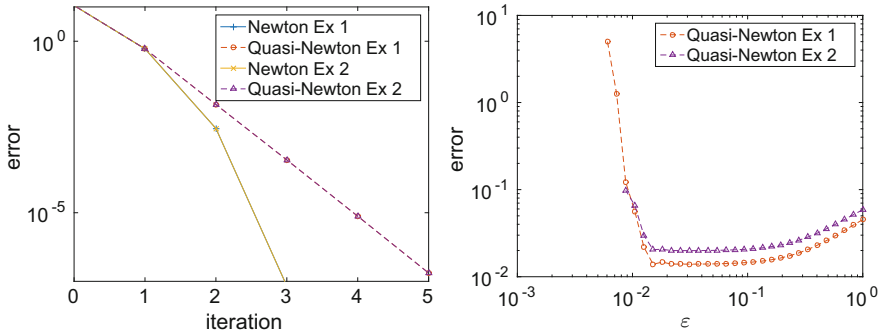 Newton Ex 1
Quasi-Newton Ex 1
Newton Ex 2
Quasi-Newton Ex 2
10^0
10^-5
error
0 1 2 3 4 5
iteration
Quasi-Newton Ex 1
Quasi-Newton Ex 2
10^1
10^0
10^-1
10^-2
error
10^-3 10^-2 10^-1 10^0
ε